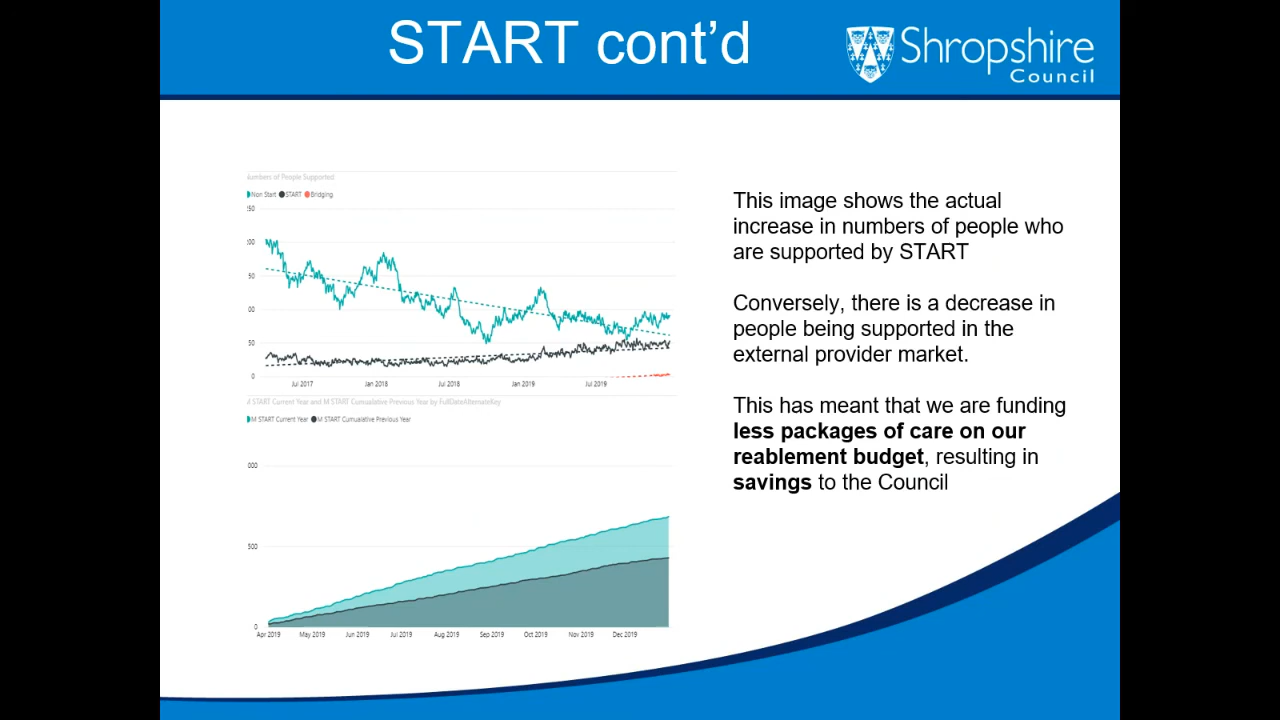 START cont'd
Shropshire
Council
umbers of People Supported
Non Start START Bridging
50
00
50
00
50
0
Jul 2017 Jan 2018 Jul 2018 Jan 2019 Jul 2019
M START Current Year and M START Cumualative Previous Year by FullDateAlternateKey
M START Current Year M START Cumualative Previous Year
000
500
0
Apr 2019 May 2019 Jun 2019 Jul 2019 Aug 2019 Sep 2019 Oct 2019 Nov 2019 Dec 2019
This image shows the actual
increase in numbers of people who
are supported by START
Conversely, there is a decrease in
people being supported in the
external provider market.
This has meant that we are funding
less packages of care on our
reablement budget, resulting in
savings to the Council